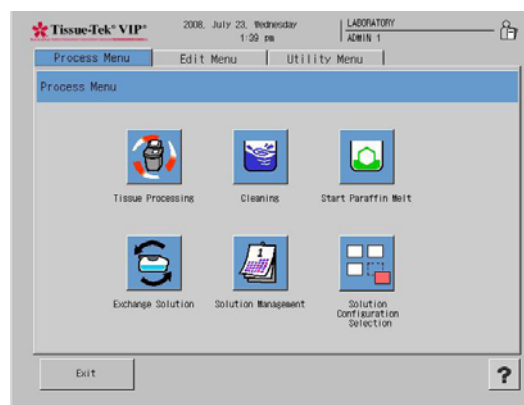 Tissue-Tek® VIP®
2008, July 23, Wednesday
1:39 pm
LABORATORY
ADMIN 1
Process Menu
Edit Menu
Utility Menu
Process Menu
Tissue Processing
Cleaning
Start Paraffin Melt
1
Exchange Solution
Solution Management
Solution
Configuration
Selection
Exit
?